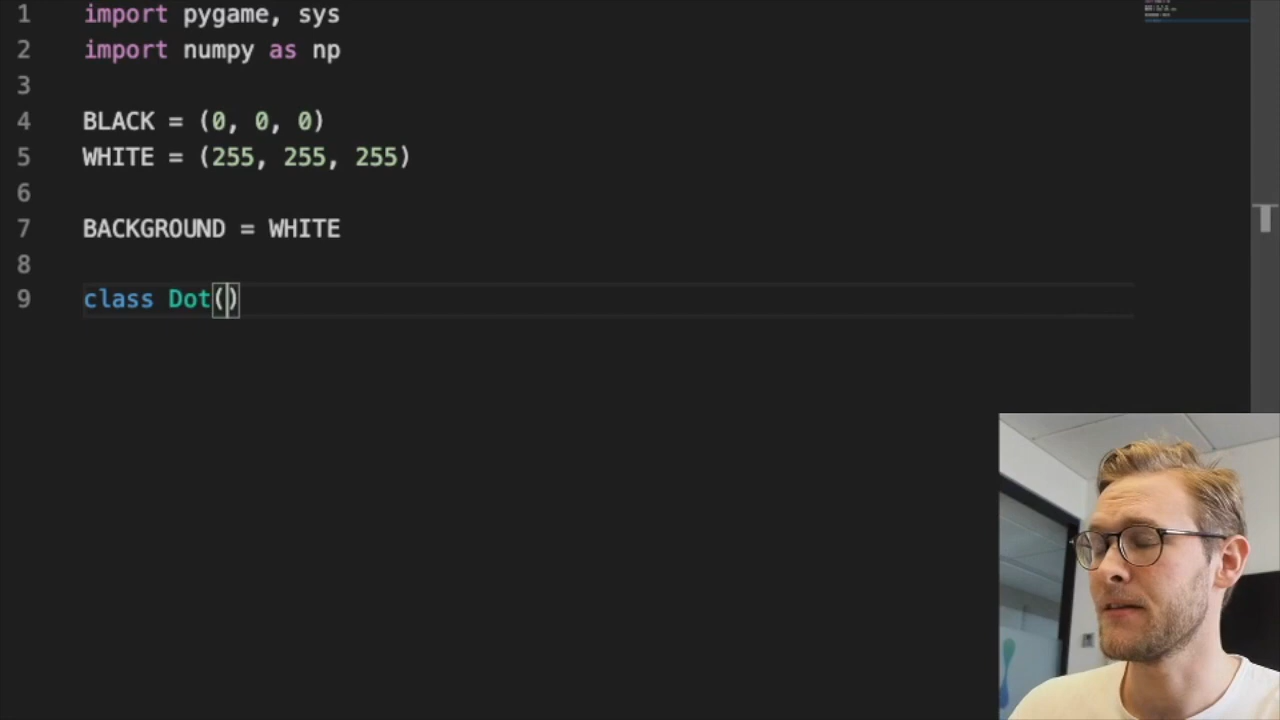 1 import pygame, sys
2 import numpy as np
3
4 BLACK = (0, 0, 0)
5 WHITE = (255, 255, 255)
6
7 BACKGROUND = WHITE
8
9 class Dot()